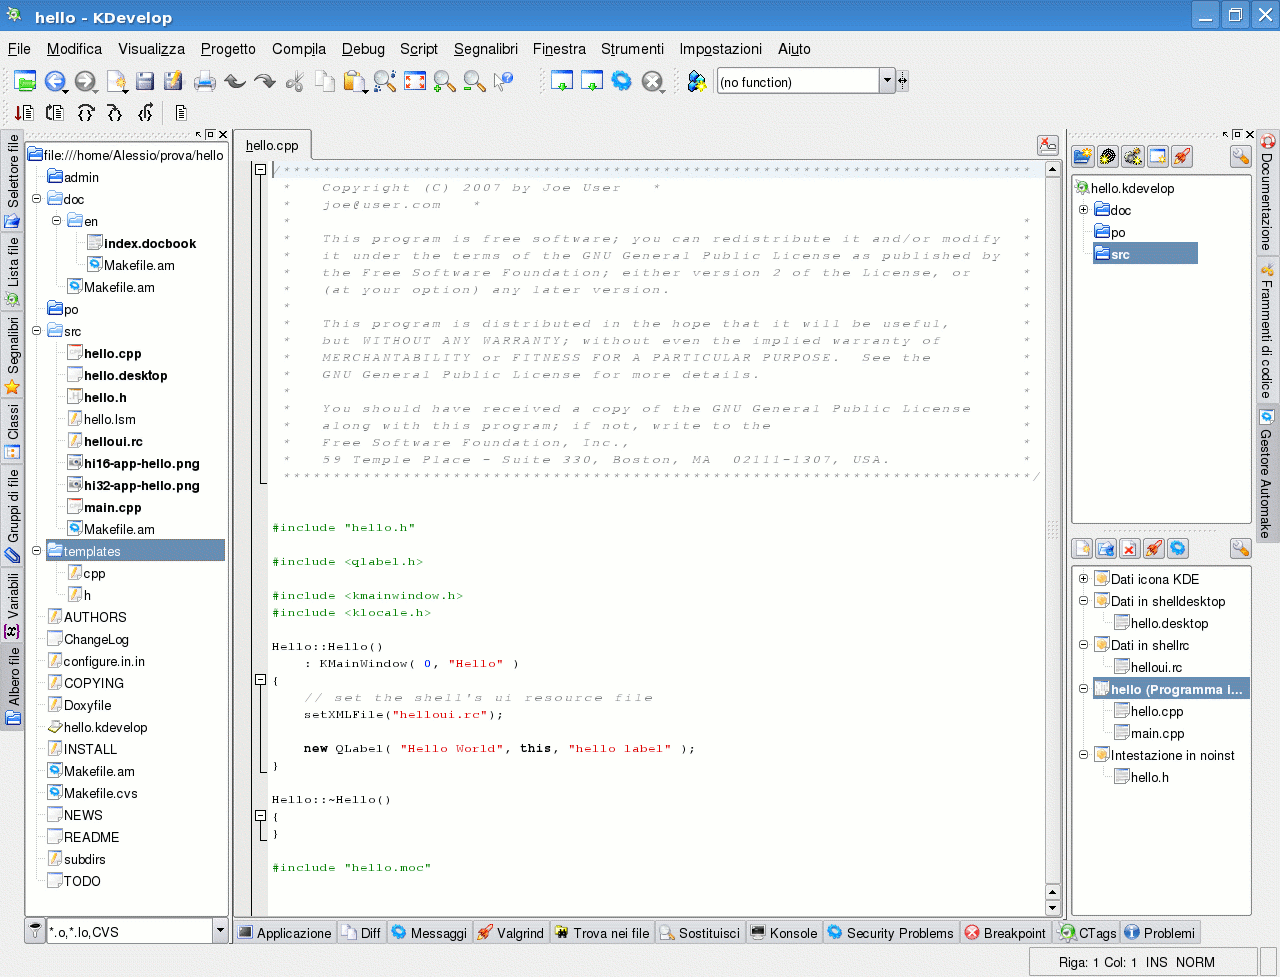 hello - KDevelop
File Modifica Visualizza Progetto Compila Debug Script Segnalibri Finestra Strumenti Impostazioni Aiuto
(no function)
Selettore file
Lista file
Segnalibri
Classi
Gruppi di file
Variabili
Albero file
file:///home/Alessio/prova/hello
admin
doc
en
index.docbook
Makefile.am
Makefile.am
po
src
hello.cpp
hello.desktop
hello.h
hello.lsm
helloui.rc
hi16-app-hello.png
hi32-app-hello.png
main.cpp
Makefile.am
templates
cpp
h
AUTHORS
ChangeLog
configure.in.in
COPYING
Doxyfile
hello.kdevelop
INSTALL
Makefile.am
Makefile.cvs
NEWS
README
subdirs
TODO
*.o,*.lo,CVS
hello.cpp
/***************************************************************************
 *   Copyright (C) 2007 by Joe User   *
 *   joe@user.com   *
 *                                                                         *
 *   This program is free software; you can redistribute it and/or modify  *
 *   it under the terms of the GNU General Public License as published by  *
 *   the Free Software Foundation; either version 2 of the License, or     *
 *   (at your option) any later version.                                   *
 *                                                                         *
 *   This program is distributed in the hope that it will be useful,       *
 *   but WITHOUT ANY WARRANTY; without even the implied warranty of        *
 *   MERCHANTABILITY or FITNESS FOR A PARTICULAR PURPOSE.  See the         *
 *   GNU General Public License for more details.                          *
 *                                                                         *
 *   You should have received a copy of the GNU General Public License     *
 *   along with this program; if not, write to the                         *
 *   Free Software Foundation, Inc.,                                       *
 *   59 Temple Place - Suite 330, Boston, MA  02111-1307, USA.             *
 ***************************************************************************/
#include "hello.h"
#include <qlabel.h>
#include <kmainwindow.h>
#include <klocale.h>
Hello::Hello()
    : KMainWindow( 0, "Hello" )
{
    // set the shell's ui resource file
    setXMLFile("helloui.rc");
    new QLabel( "Hello World", this, "hello label" );
}
Hello::~Hello()
{
}
#include "hello.moc"
hello.kdevelop
doc
po
src
Dati icona KDE
Dati in shelldesktop
hello.desktop
Dati in shellrc
helloui.rc
hello (Programma i...
hello.cpp
main.cpp
Intestazione in noinst
hello.h
Documentazione
Frammenti di codice
Gestore Automake
Applicazione Diff Messaggi Valgrind Trova nei file Sostituisci Konsole Security Problems Breakpoint CTags Problemi
Riga: 1 Col: 1 INS NORM